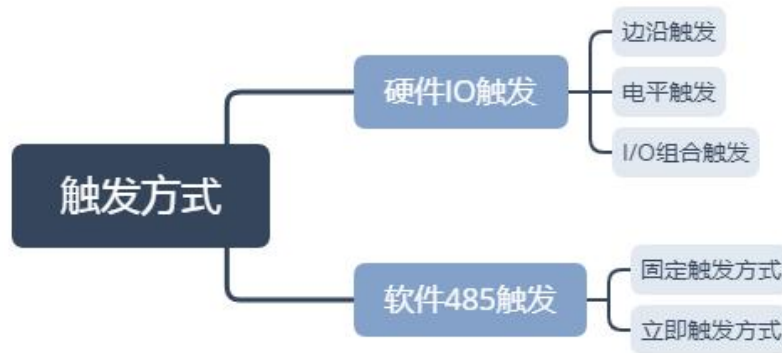 触发方式
硬件IO触发
边沿触发
电平触发
I/O组合触发
软件485触发
固定触发方式
立即触发方式